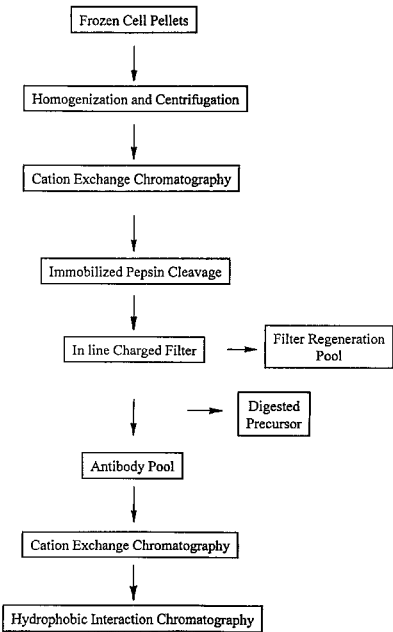 Frozen Cell Pellets
Homogenization and Centrifugation
Cation Exchange Chromatography
Immobilized Pepsin Cleavage
In line Charged Filter
Filter Regeneration
Pool
Digested
Precursor
Antibody Pool
Cation Exchange Chromatography
Hydrophobic Interaction Chromatography